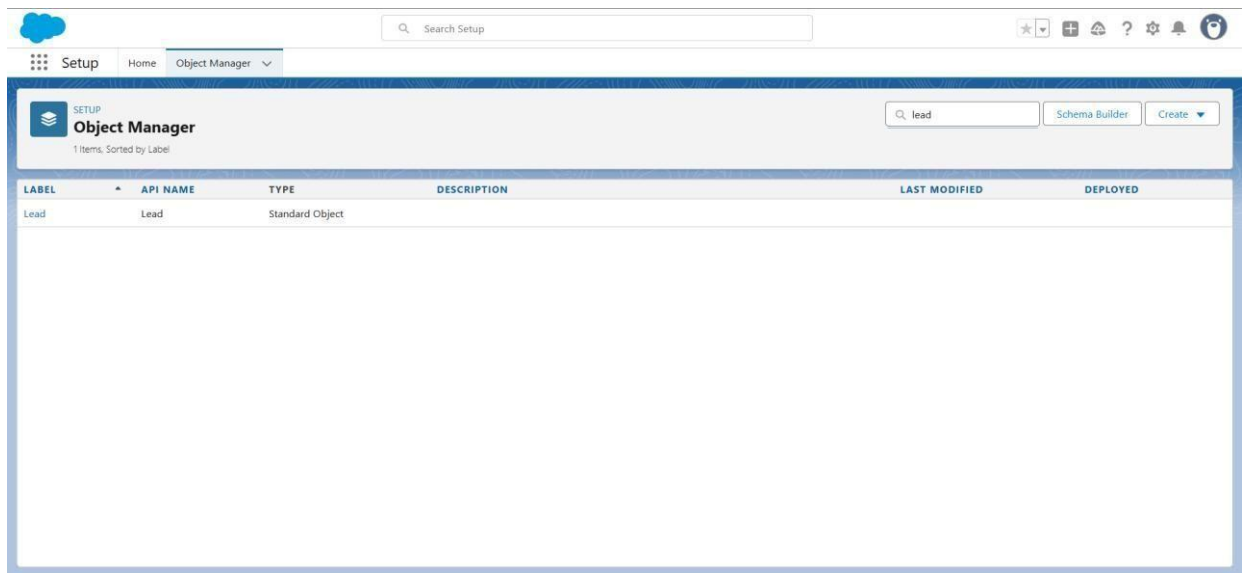 Search Setup
Setup Home Object Manager
SETUP
Object Manager
1 Items, Sorted by Label
lead
Schema Builder
Create
LABEL API NAME TYPE DESCRIPTION LAST MODIFIED DEPLOYED
Lead Lead Standard Object